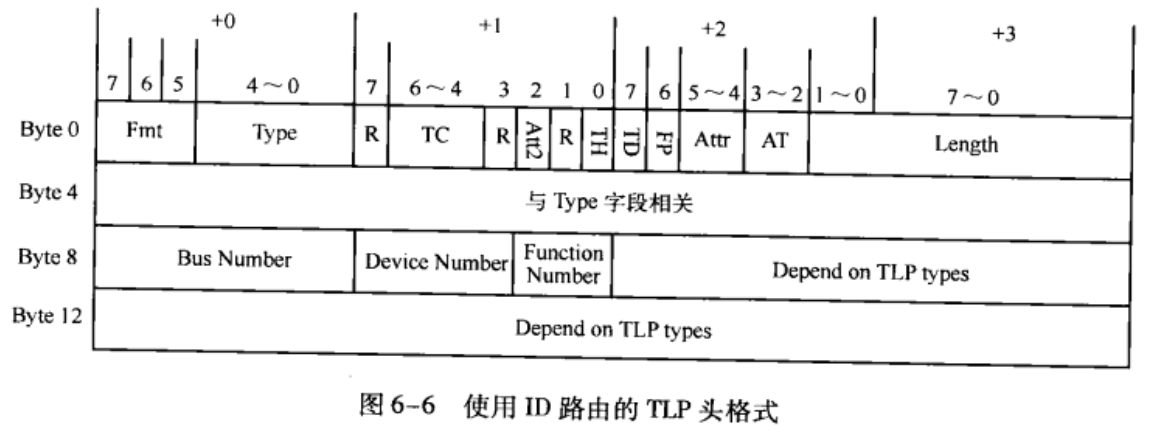 +0 +1 +2 +3
7 6 5 4～0 7 6～4 3 2 1 0 7 6 5～4 3～2 1～0 7～0
Byte 0 Fmt Type R TC R Att2 R TH TD FP Attr AT Length
Byte 4 与 Type 字段相关
Byte 8 Bus Number Device Number Function Number Depend on TLP types
Byte 12 Depend on TLP types
图 6-6 使用 ID 路由的 TLP 头格式